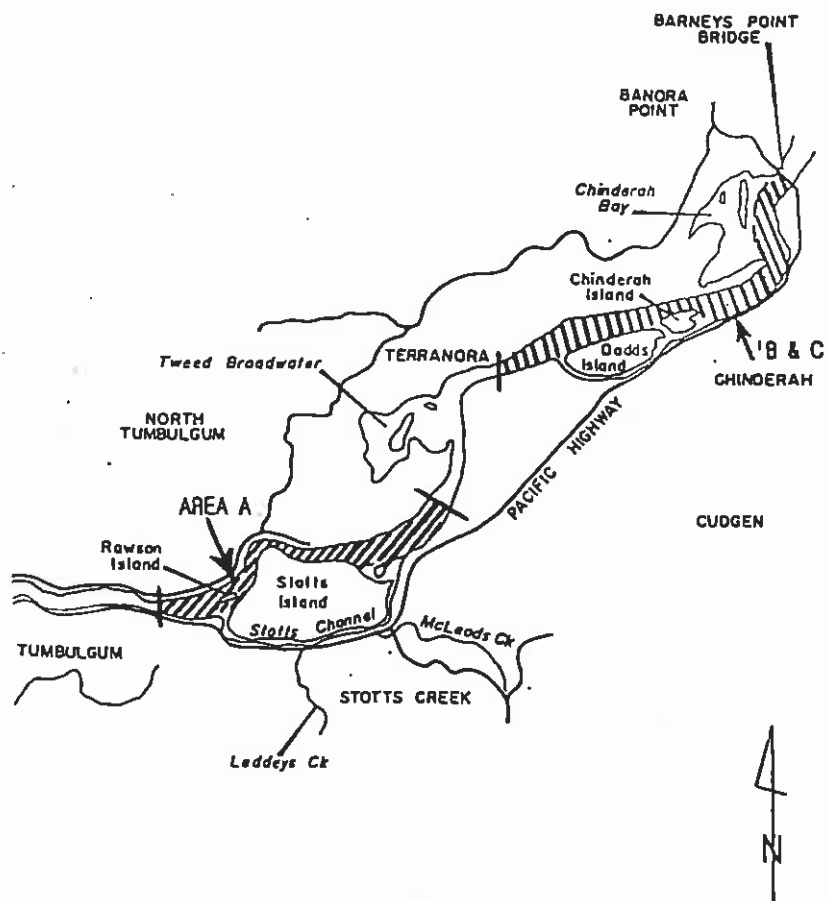 BARNEYS POINT
BRIDGE
BANORA
POINT
Chinderah
Bay
Chinderah
Island
'B & C
CHINDERAH
Dodds
Island
TERRANORA
Tweed Broadwater
NORTH
TUMBULGUM
PACIFIC HIGHWAY
CUDGEN
AREA A
Rawson
Island
Stotts
Island
Stotts Channel
McLeods Ck
TUMBULGUM
STOTTS CREEK
Leddeys Ck
N